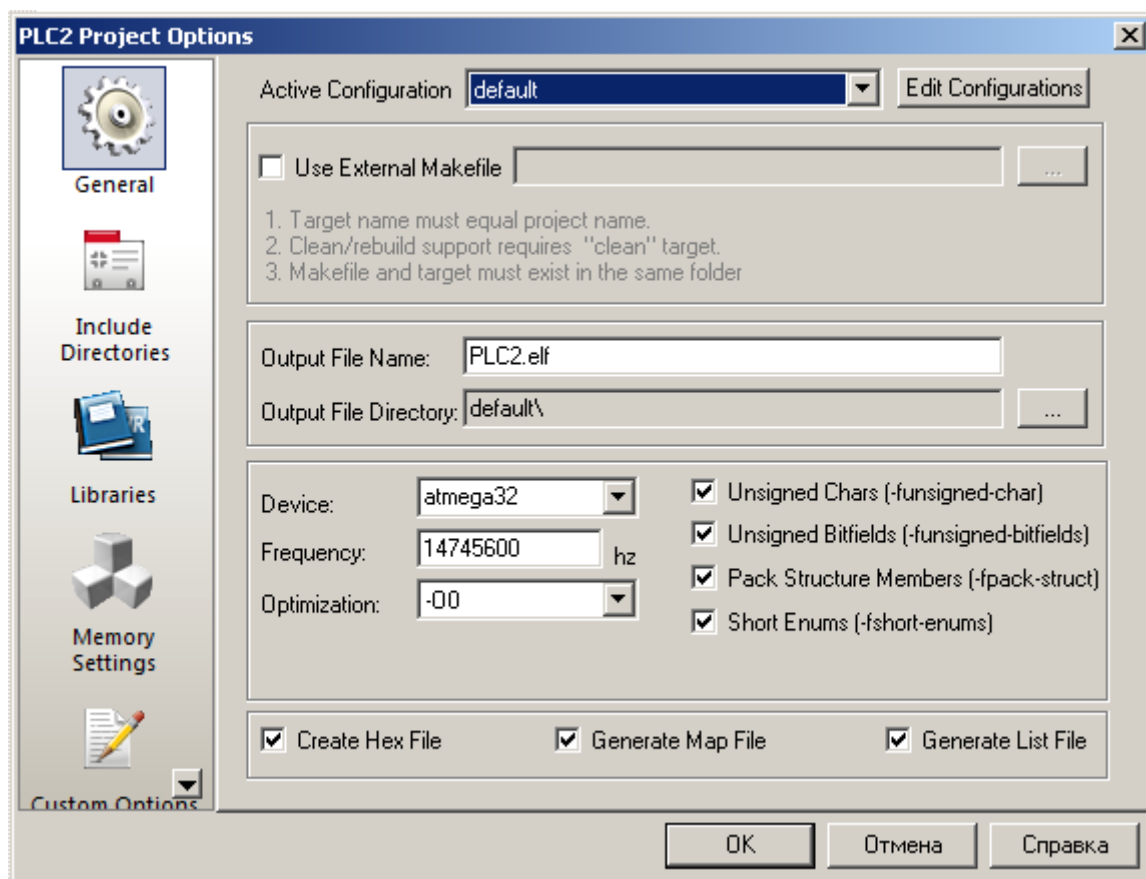 PLC2 Project Options
General
Include
Directories
Libraries
Memory
Settings
Custom Options
Active Configuration default Edit Configurations
Use External Makefile ...
1. Target name must equal project name.
2. Clean/rebuild support requires "clean" target.
3. Makefile and target must exist in the same folder
Output File Name: PLC2.elf
Output File Directory: default\ ...
Device: atmega32
Frequency: 14745600 hz
Optimization: -O0
Unsigned Chars (-funsigned-char)
Unsigned Bitfields (-funsigned-bitfields)
Pack Structure Members (-fpack-struct)
Short Enums (-fshort-enums)
Create Hex File Generate Map File Generate List File
OK Отмена Справка